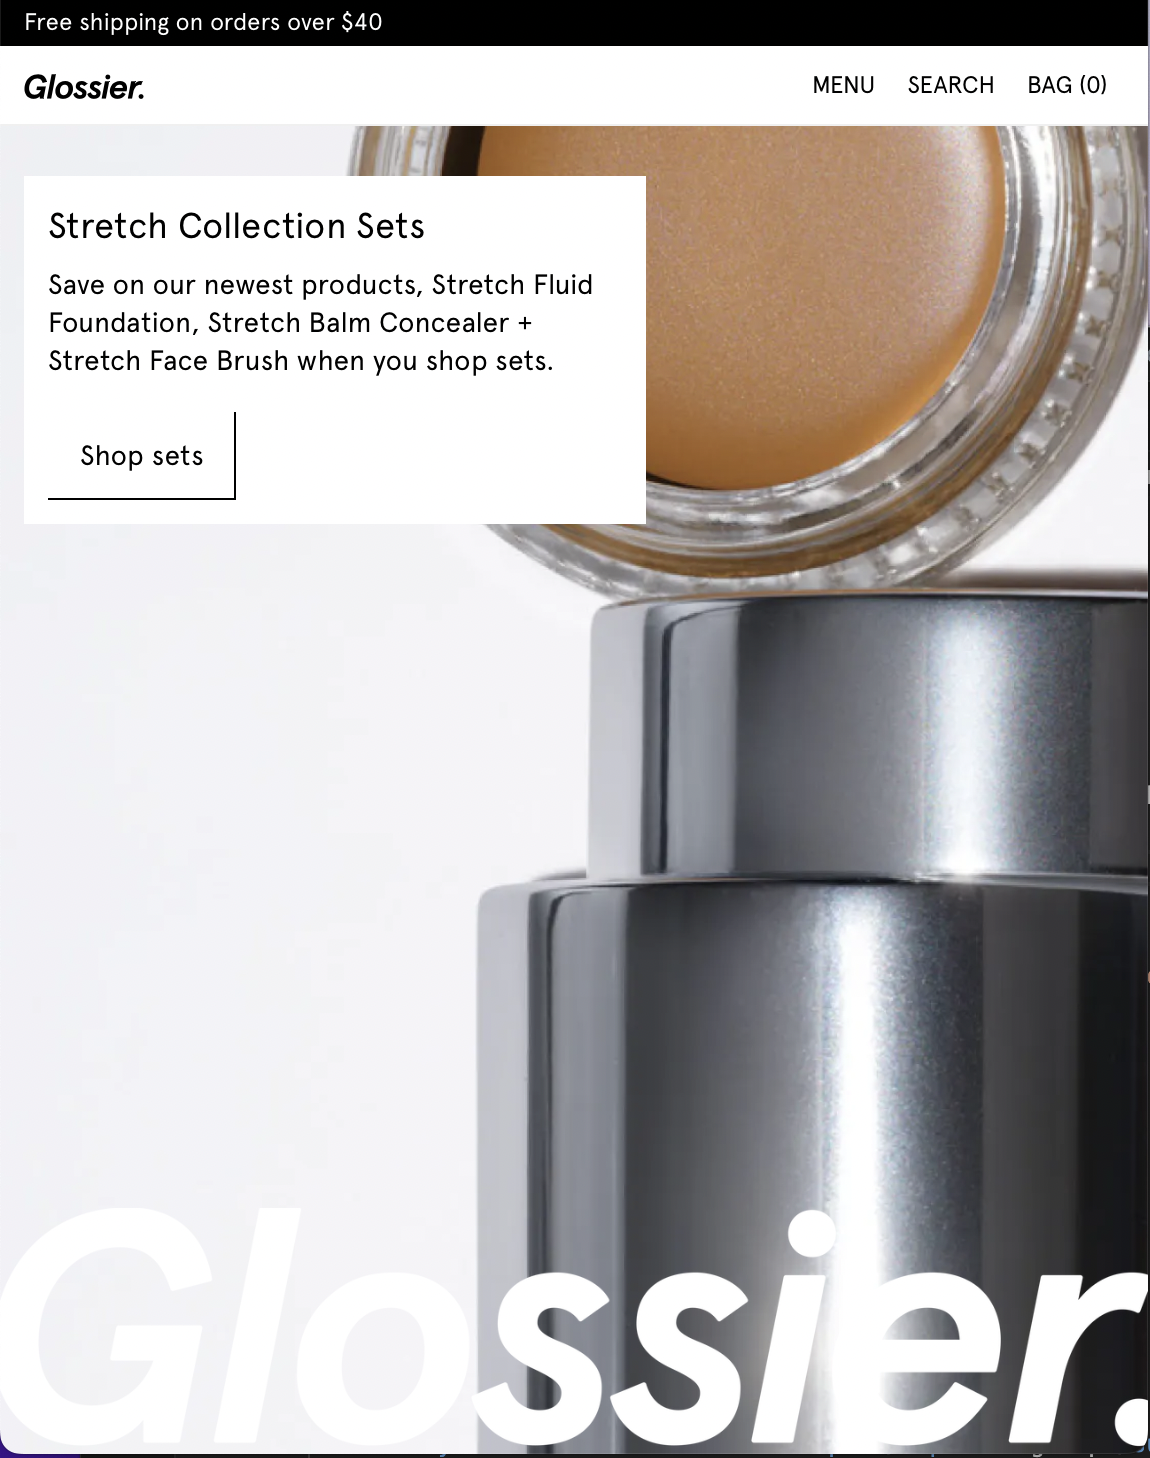 Free shipping on orders over $40
Glossier.
MENU SEARCH BAG (0)
Stretch Collection Sets
Save on our newest products, Stretch Fluid
Foundation, Stretch Balm Concealer +
Stretch Face Brush when you shop sets.
Shop sets
Glossier.